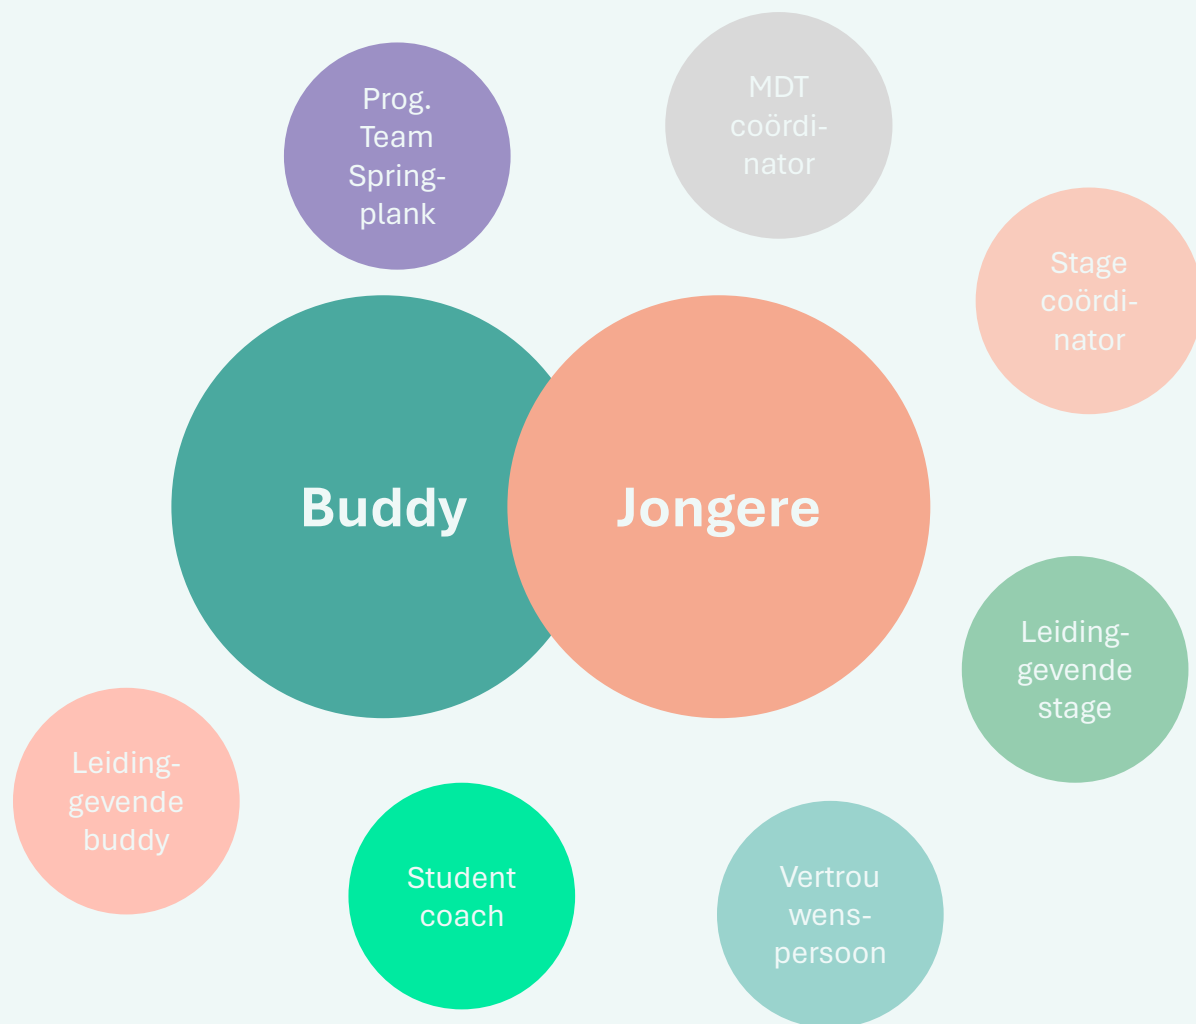 Prog.
Team
Spring-
plank
MDT
coördi-
nator
Stage
coördi-
nator
Buddy
Jongere
Leiding-
gevende
stage
Leiding-
gevende
buddy
Student
coach
Vertrou
wens-
persoon